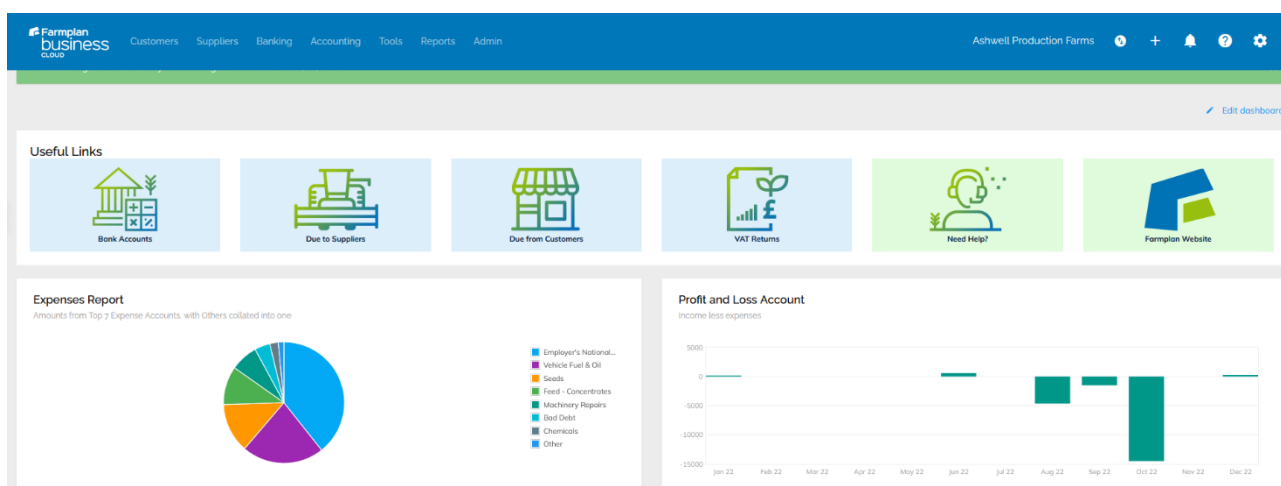 Farmplan
business
CLOUD
Customers Suppliers Banking Accounting Tools Reports Admin
Ashwell Production Farms
Edit dashboard
Useful Links
Bank Accounts
Due to Suppliers
Due from Customers
VAT Returns
Need Help?
Farmplan Website
Expenses Report
Amounts from Top 7 Expense Accounts, with Others collated into one
Employer's National...
Vehicle Fuel & Oil
Seeds
Feed - Concentrates
Machinery Repairs
Bad Debt
Chemicals
Other
Profit and Loss Account
Income less expenses
5000
0
-5000
-10000
-15000
Jan 22 Feb 22 Mar 22 Apr 22 May 22 Jun 22 Jul 22 Aug 22 Sep 22 Oct 22 Nov 22 Dec 22